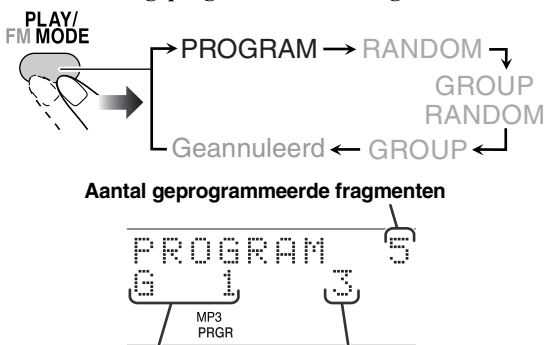 PLAY/
FM MODE
PROGRAM RANDOM
GROUP
RANDOM
Geannuleerd GROUP
Aantal geprogrammeerde fragmenten
PROGRAM 5
G 1 3
MP3
PRGR